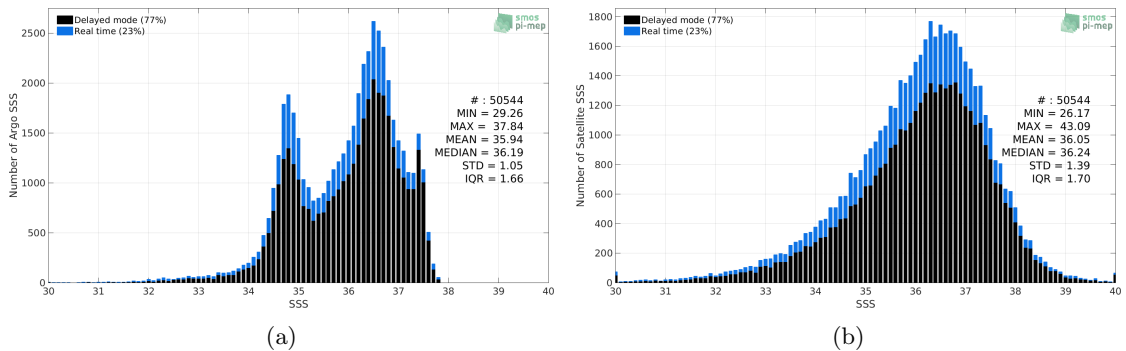 Delayed mode (77%)
Real time (23%)
smos
pi-mep
Number of Argo SSS
2500
2000
1500
1000
500
0
# : 50544
MIN = 29.26
MAX = 37.84
MEAN = 35.94
MEDIAN = 36.19
STD = 1.05
IQR = 1.66
30 31 32 33 34 35 36 37 38 39 40
SSS
(a)
Delayed mode (77%)
Real time (23%)
smos
pi-mep
Number of Satellite SSS
1800
1600
1400
1200
1000
800
600
400
200
0
# : 50544
MIN = 26.17
MAX = 43.09
MEAN = 36.05
MEDIAN = 36.24
STD = 1.39
IQR = 1.70
30 31 32 33 34 35 36 37 38 39 40
SSS
(b)